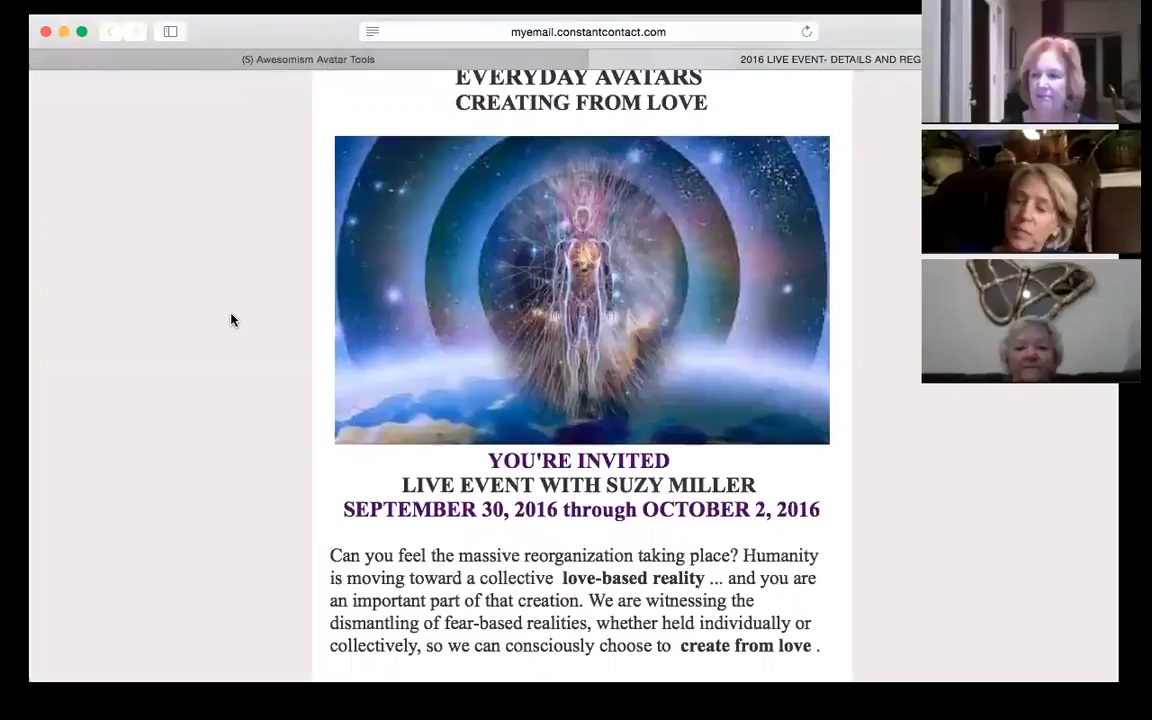 myemail.constantcontact.com
(5) Awesomism Avatar Tools
2016 LIVE EVENT- DETAILS AND REG
EVERYDAY AVATARS
CREATING FROM LOVE
YOU'RE INVITED
LIVE EVENT WITH SUZY MILLER
SEPTEMBER 30, 2016 through OCTOBER 2, 2016
Can you feel the massive reorganization taking place? Humanity
is moving toward a collective love-based reality ... and you are
an important part of that creation. We are witnessing the
dismantling of fear-based realities, whether held individually or
collectively, so we can consciously choose to create from love .